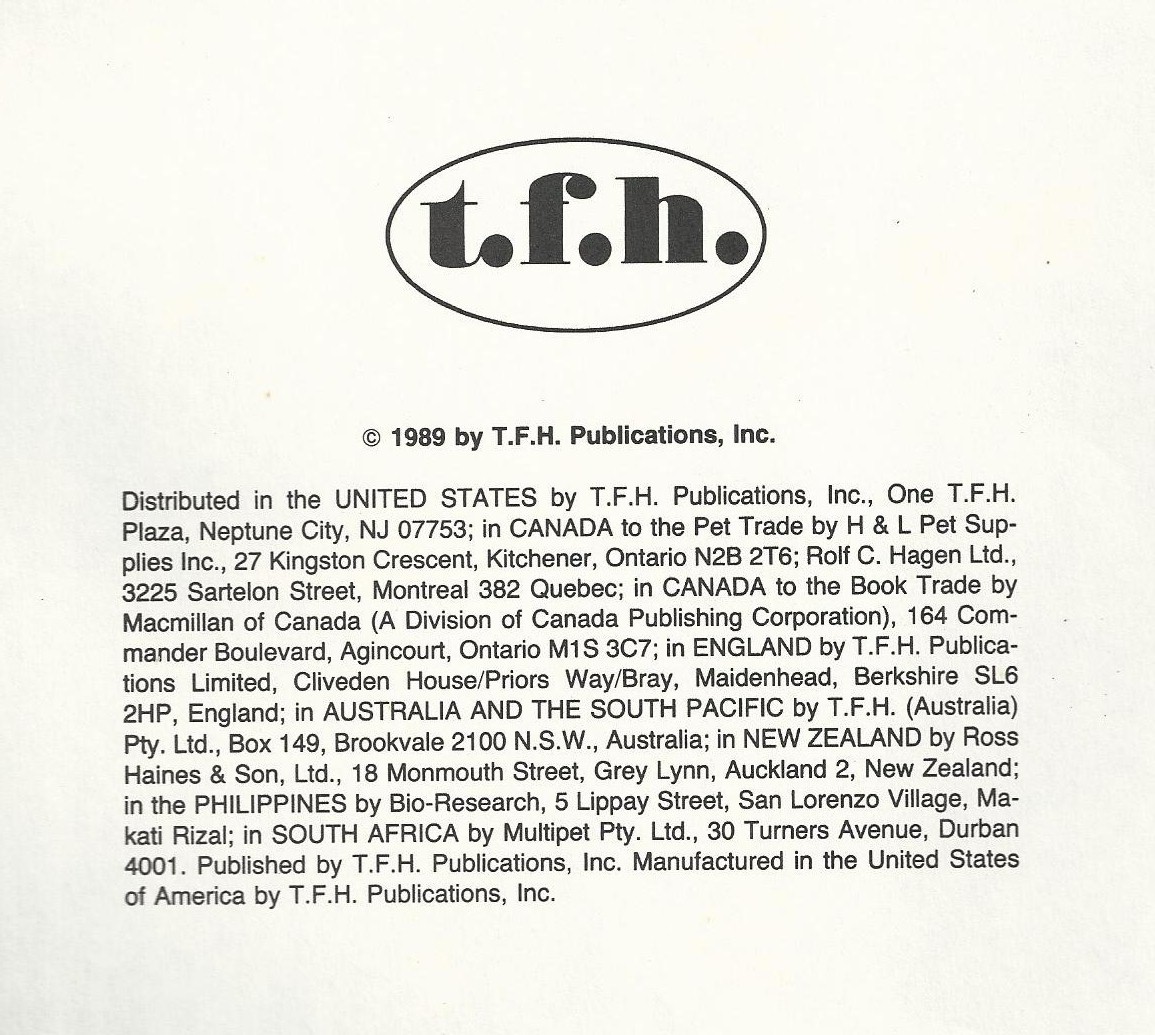 t.f.h.
© 1989 by T.F.H. Publications, Inc.
Distributed in the UNITED STATES by T.F.H. Publications, Inc., One T.F.H.
Plaza, Neptune City, NJ 07753; in CANADA to the Pet Trade by H & L Pet Sup-
plies Inc., 27 Kingston Crescent, Kitchener, Ontario N2B 2T6; Rolf C. Hagen Ltd.,
3225 Sartelon Street, Montreal 382 Quebec; in CANADA to the Book Trade by
Macmillan of Canada (A Division of Canada Publishing Corporation), 164 Com-
mander Boulevard, Agincourt, Ontario M1S 3C7; in ENGLAND by T.F.H. Publica-
tions Limited, Cliveden House/Priors Way/Bray, Maidenhead, Berkshire SL6
2HP, England; in AUSTRALIA AND THE SOUTH PACIFIC by T.F.H. (Australia)
Pty. Ltd., Box 149, Brookvale 2100 N.S.W., Australia; in NEW ZEALAND by Ross
Haines & Son, Ltd., 18 Monmouth Street, Grey Lynn, Auckland 2, New Zealand;
in the PHILIPPINES by Bio-Research, 5 Lippay Street, San Lorenzo Village, Ma-
kati Rizal; in SOUTH AFRICA by Multipet Pty. Ltd., 30 Turners Avenue, Durban
4001. Published by T.F.H. Publications, Inc. Manufactured in the United States
of America by T.F.H. Publications, Inc.